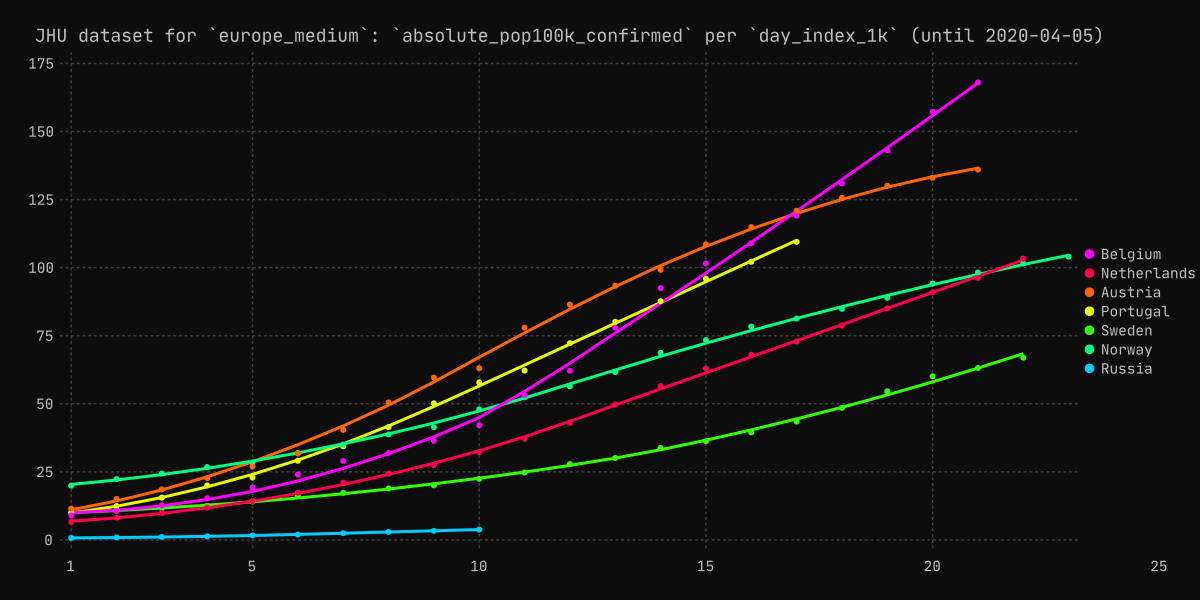 JHU dataset for `europe_medium`: `absolute_pop100k_confirmed` per `day_index_1k` (until 2020-04-05)
175
150
125
100
75
50
25
0
1 5 10 15 20 25
Belgium
Netherlands
Austria
Portugal
Sweden
Norway
Russia